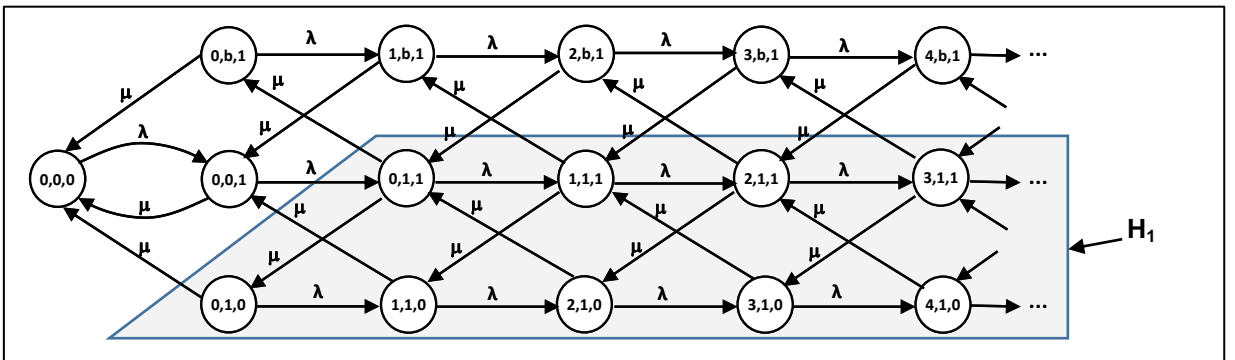 λ λ λ λ
0,b,1 1,b,1 2,b,1 3,b,1 4,b,1 ...
μ μ μ μ μ
λ μ μ μ μ
λ λ λ λ
0,0,0 0,0,1 0,1,1 1,1,1 2,1,1 3,1,1 ...
μ μ μ μ μ
H1
μ μ μ μ μ
λ λ λ λ
0,1,0 1,1,0 2,1,0 3,1,0 4,1,0 ...